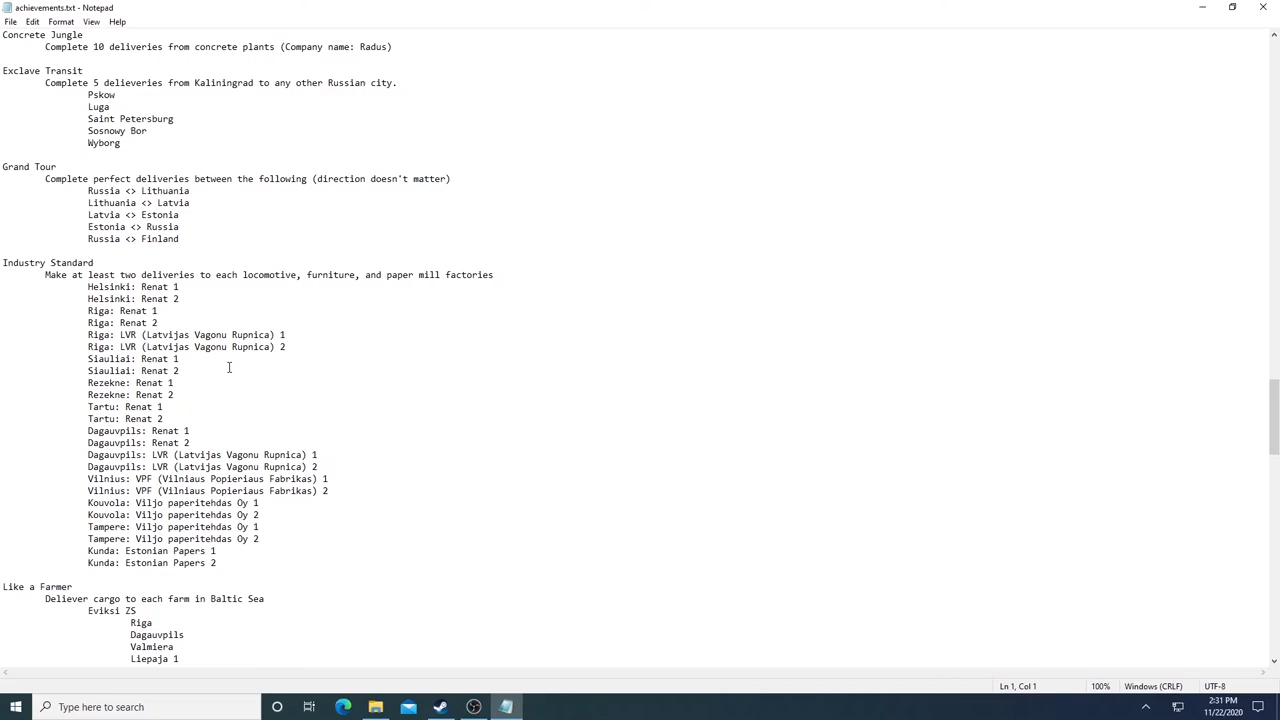 achievements.txt - Notepad
File Edit Format View Help
Concrete Jungle
Complete 10 deliveries from concrete plants (Company name: Radus)
Exclave Transit
Complete 5 delieveries from Kaliningrad to any other Russian city.
Pskow
Luga
Saint Petersburg
Sosnowy Bor
Wyborg
Grand Tour
Complete perfect deliveries between the following (direction doesn't matter)
Russia <> Lithuania
Lithuania <> Latvia
Latvia <> Estonia
Estonia <> Russia
Russia <> Finland
Industry Standard
Make at least two deliveries to each locomotive, furniture, and paper mill factories
Helsinki: Renat 1
Helsinki: Renat 2
Riga: Renat 1
Riga: Renat 2
Riga: LVR (Latvijas Vagonu Rupnica) 1
Riga: LVR (Latvijas Vagonu Rupnica) 2
Siauliai: Renat 1
Siauliai: Renat 2
Rezekne: Renat 1
Rezekne: Renat 2
Tartu: Renat 1
Tartu: Renat 2
Dagauvpils: Renat 1
Dagauvpils: Renat 2
Dagauvpils: LVR (Latvijas Vagonu Rupnica) 1
Dagauvpils: LVR (Latvijas Vagonu Rupnica) 2
Vilnius: VPF (Vilniaus Popieriaus Fabrikas) 1
Vilnius: VPF (Vilniaus Popieriaus Fabrikas) 2
Kouvola: Viljo paperitehdas Oy 1
Kouvola: Viljo paperitehdas Oy 2
Tampere: Viljo paperitehdas Oy 1
Tampere: Viljo paperitehdas Oy 2
Kunda: Estonian Papers 1
Kunda: Estonian Papers 2
Like a Farmer
Deliever cargo to each farm in Baltic Sea
Eviksi ZS
Riga
Dagauvpils
Valmiera
Liepaja 1
Ln 1, Col 1 100% Windows (CRLF) UTF-8
Type here to search
2:31 PM
11/22/2020